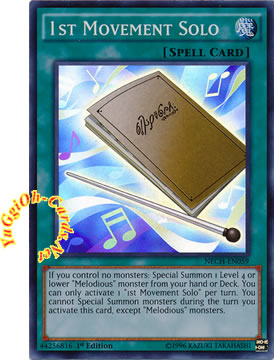 1st Movement Solo
[Spell Card]
YuGgiOh-Cards.Net
NECH-EN059
If you control no monsters: Special Summon 1 Level 4 or
lower "Melodious" monster from your hand or Deck. You
can only activate 1 "1st Movement Solo" per turn. You
cannot Special Summon monsters during the turn you
activate this card, except "Melodious" monsters.
44256816 1st Edition ©1996 KAZUKI TAKAHASHI